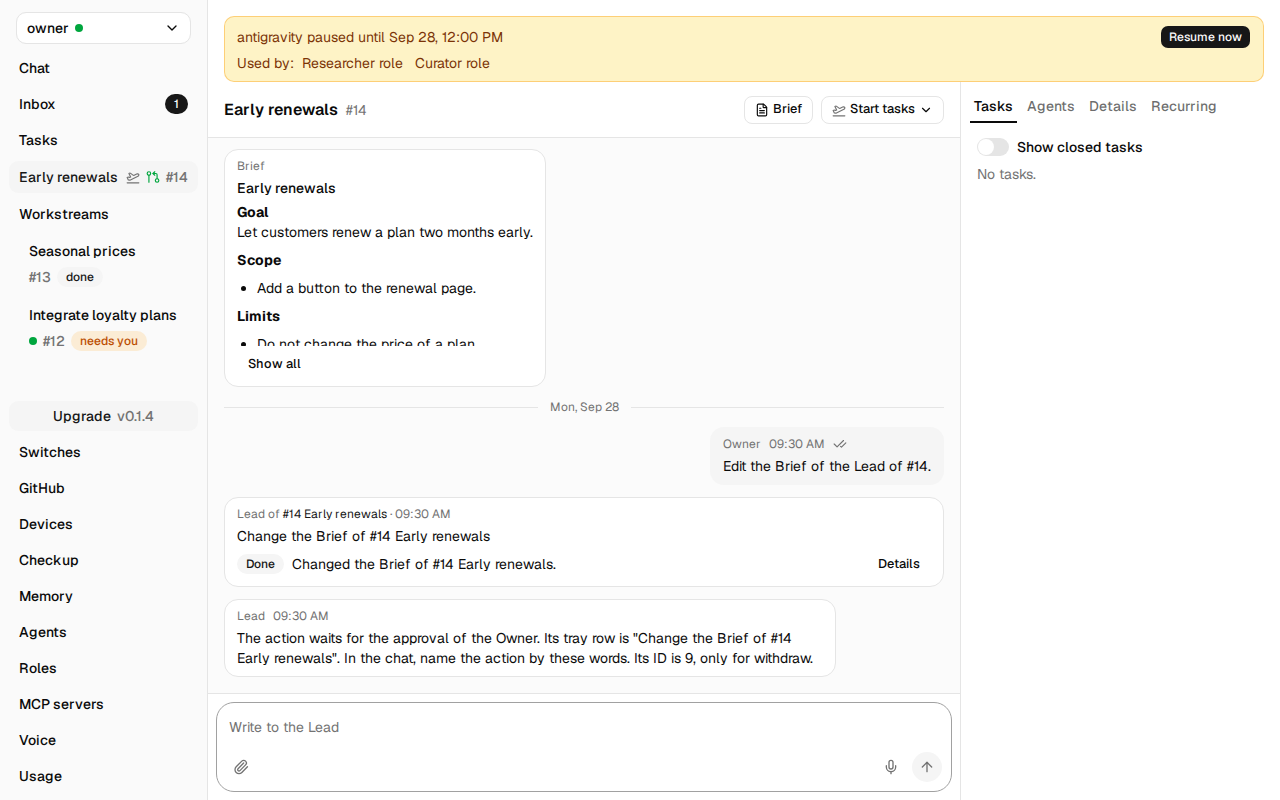 owner
Chat
Inbox
1
Tasks
Early renewals #14
Workstreams
Seasonal prices
#13 done
Integrate loyalty plans
#12 needs you
Upgrade v0.1.4
Switches
GitHub
Devices
Checkup
Memory
Agents
Roles
MCP servers
Voice
Usage
antigravity paused until Sep 28, 12:00 PM
Resume now
Used by: Researcher role Curator role
Early renewals #14
Brief
Start tasks
Brief
Early renewals
Goal
Let customers renew a plan two months early.
Scope
• Add a button to the renewal page.
Limits
• Do not change the price of a plan
Show all
Mon, Sep 28
Owner 09:30 AM
Edit the Brief of the Lead of #14.
Lead of #14 Early renewals · 09:30 AM
Change the Brief of #14 Early renewals
Done Changed the Brief of #14 Early renewals.
Details
Lead 09:30 AM
The action waits for the approval of the Owner. Its tray row is "Change the Brief of #14
Early renewals". In the chat, name the action by these words. Its ID is 9, only for withdraw.
Write to the Lead
Tasks Agents Details Recurring
Show closed tasks
No tasks.